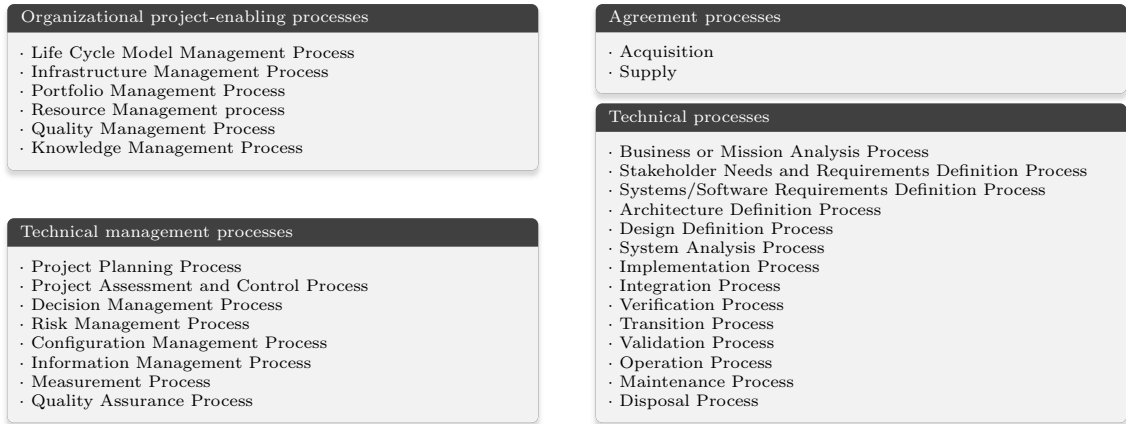 Organizational project-enabling processes
· Life Cycle Model Management Process
· Infrastructure Management Process
· Portfolio Management Process
· Resource Management process
· Quality Management Process
· Knowledge Management Process
Technical management processes
· Project Planning Process
· Project Assessment and Control Process
· Decision Management Process
· Risk Management Process
· Configuration Management Process
· Information Management Process
· Measurement Process
· Quality Assurance Process
Agreement processes
· Acquisition
· Supply
Technical processes
· Business or Mission Analysis Process
· Stakeholder Needs and Requirements Definition Process
· Systems/Software Requirements Definition Process
· Architecture Definition Process
· Design Definition Process
· System Analysis Process
· Implementation Process
· Integration Process
· Verification Process
· Transition Process
· Validation Process
· Operation Process
· Maintenance Process
· Disposal Process